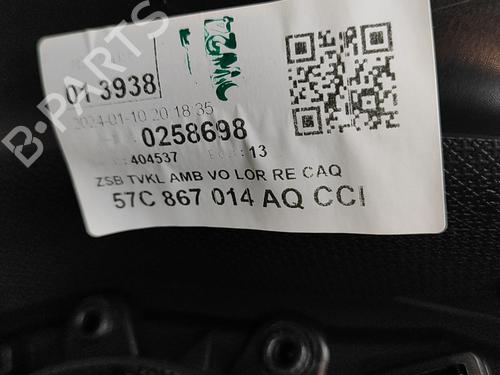 013938
2024-01-10 20 18:35
0258698
404537 13
ZSB TVKL AMB VO LOR RE CAQ
57C 867 014 AQ CCI
B-PARTS